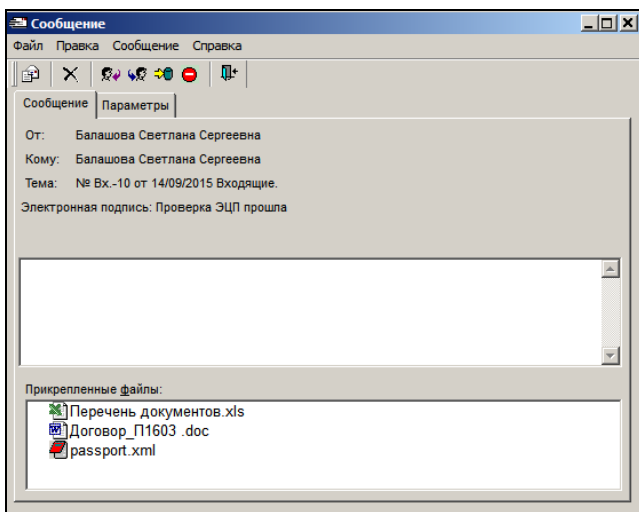 Сообщение
Файл Правка Сообщение Справка
Сообщение Параметры
От: Балашова Светлана Сергеевна
Кому: Балашова Светлана Сергеевна
Тема: № Вх.-10 от 14/09/2015 Входящие.
Электронная подпись: Проверка ЭЦП прошла
Прикрепленные файлы:
Перечень документов.xls
Договор_П1603 .doc
passport.xml